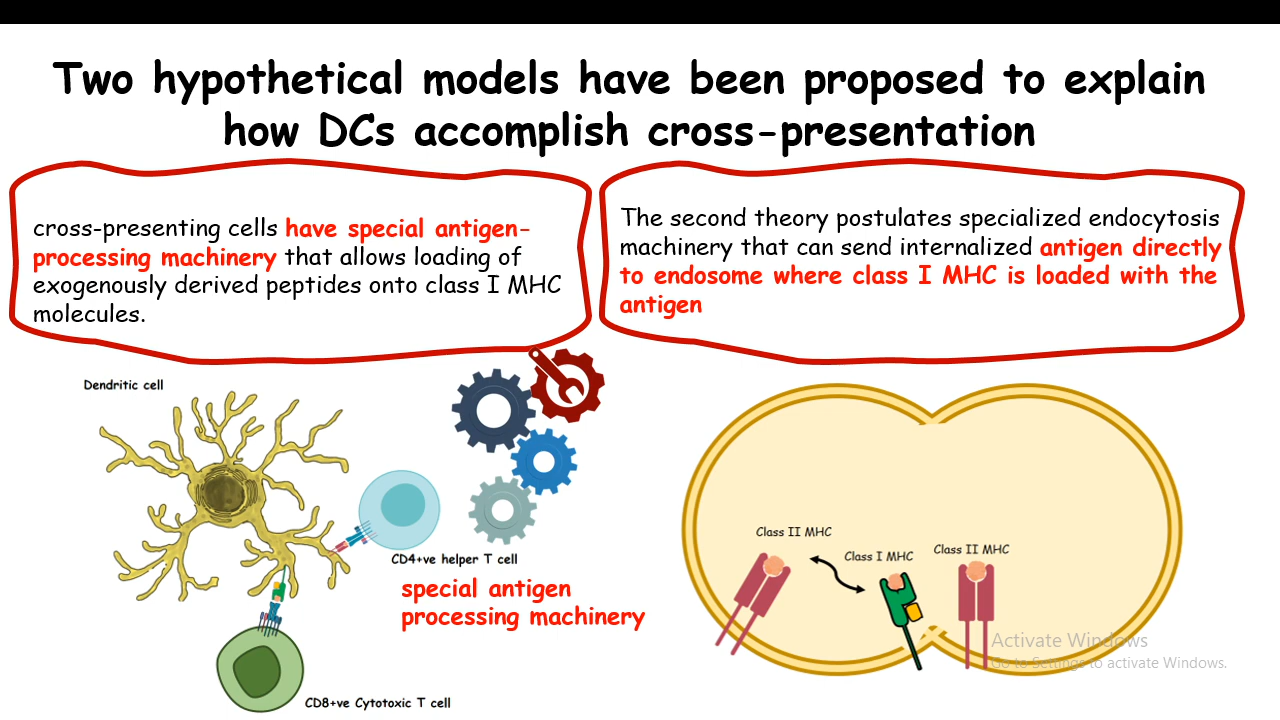 Two hypothetical models have been proposed to explain
how DCs accomplish cross-presentation
cross-presenting cells have special antigen-
processing machinery that allows loading of
exogenously derived peptides onto class I MHC
molecules.
The second theory postulates specialized endocytosis
machinery that can send internalized antigen directly
to endosome where class I MHC is loaded with the
antigen
Dendritic cell
CD4+ve helper T cell
special antigen
processing machinery
CD8+ve Cytotoxic T cell
Class II MHC
Class I MHC
Class II MHC
Activate Windows
Go to Settings to activate Windows.